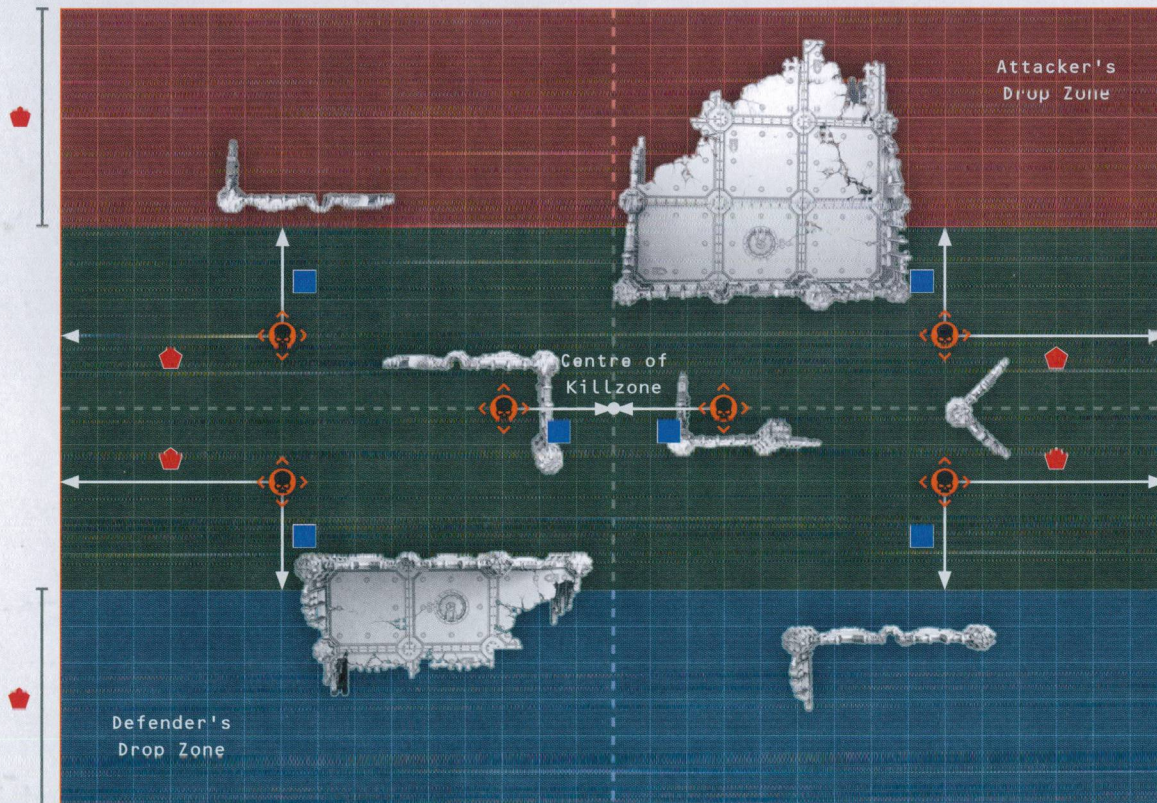 Attacker's
Drop Zone
Centre of
Killzone
Defender's
Drop Zone